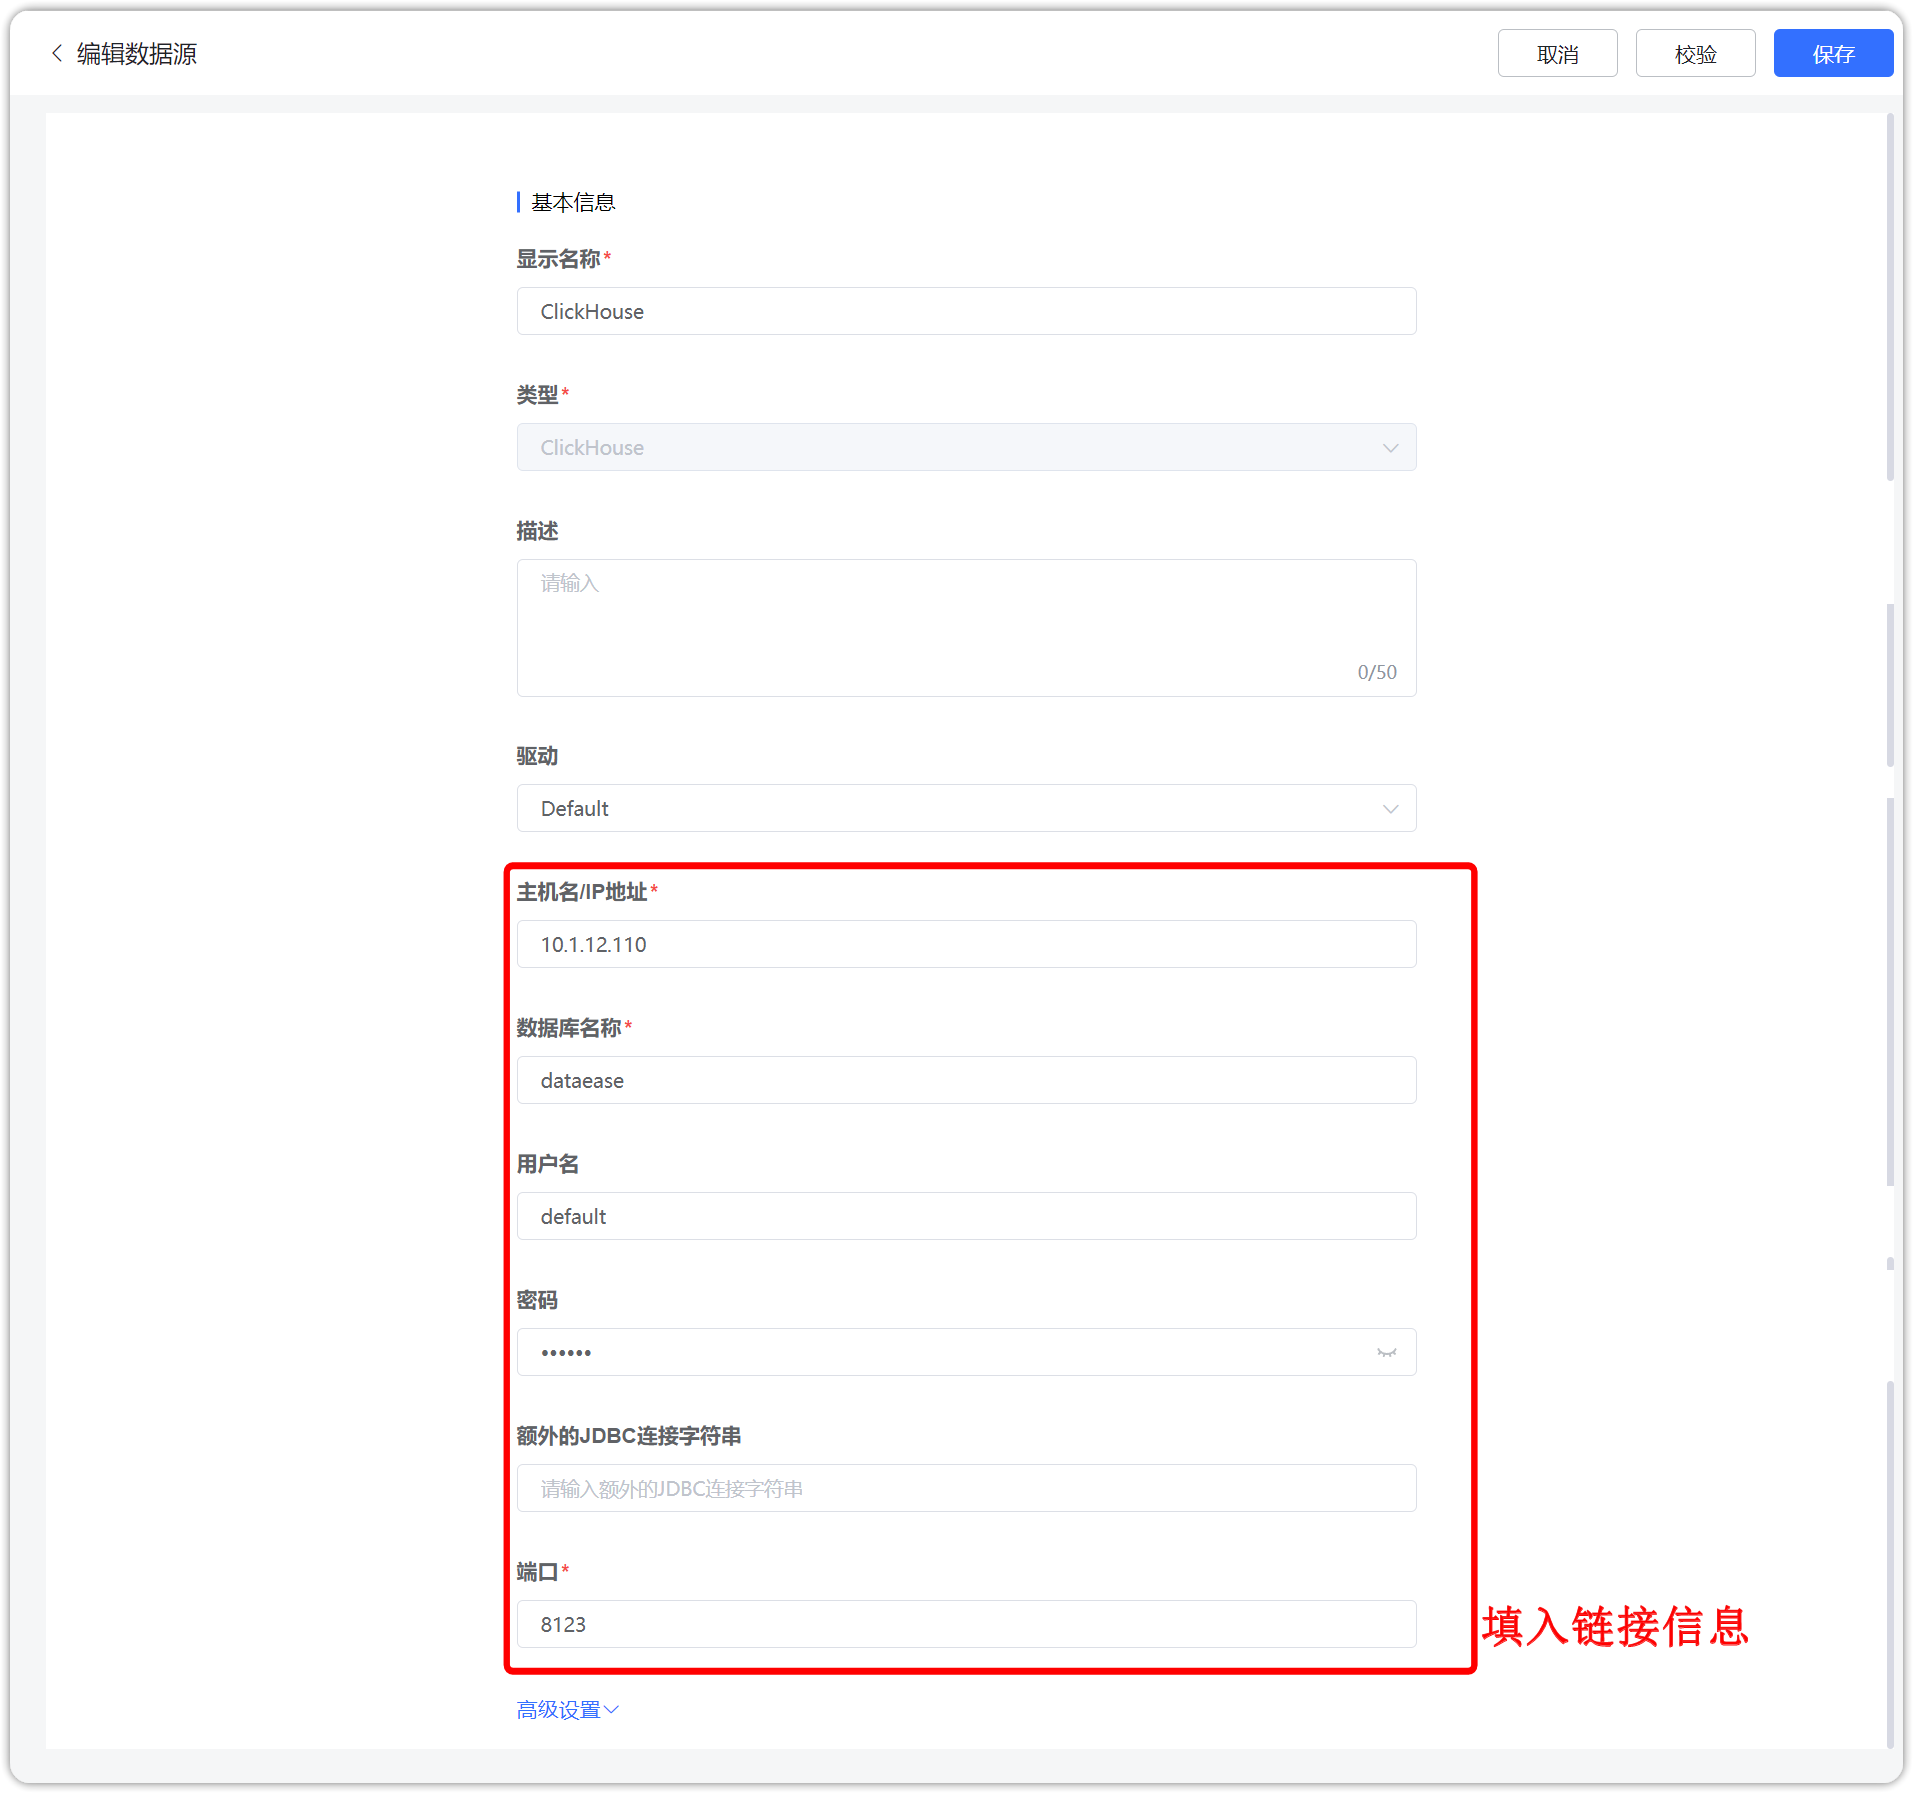 编辑数据源
取消
校验
保存
基本信息
显示名称*
ClickHouse
类型*
ClickHouse
描述
请输入
0/50
驱动
Default
主机名/IP地址*
10.1.12.110
数据库名称*
dataease
用户名
default
密码
••••••
额外的JDBC连接字符串
请输入额外的JDBC连接字符串
端口*
8123
填入链接信息
高级设置